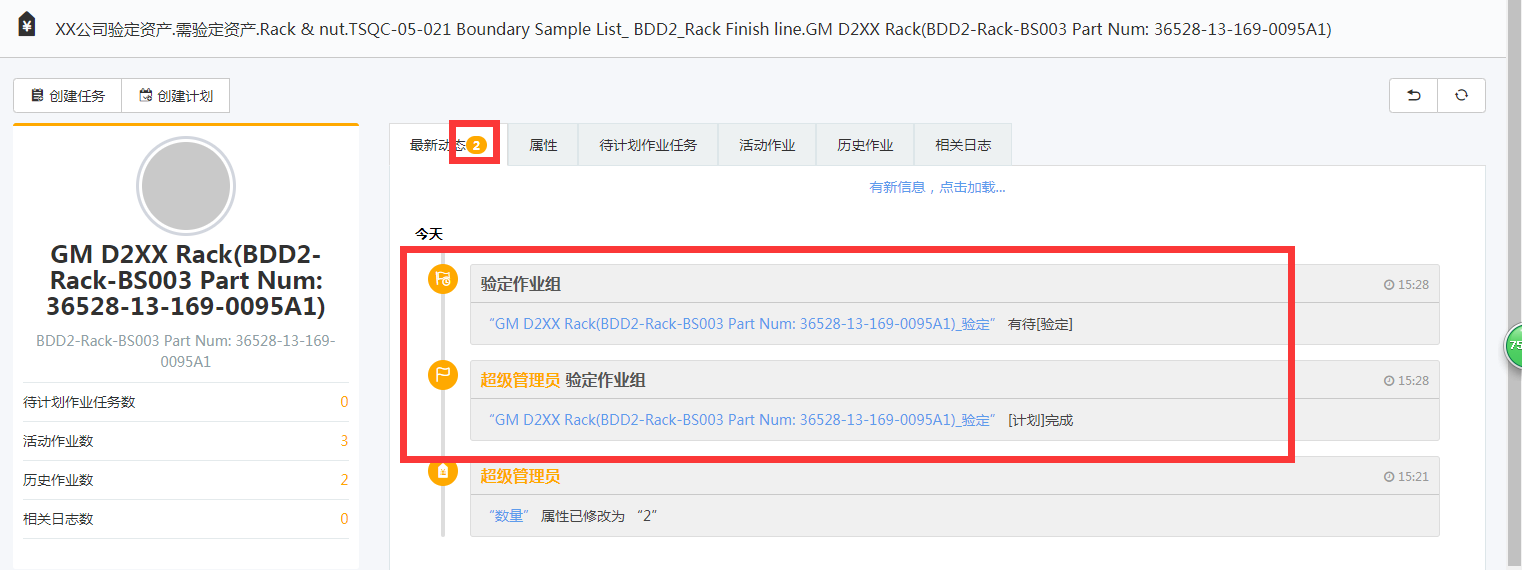 XX公司验定资产.需验定资产.Rack & nut.TSQC-05-021 Boundary Sample List_ BDD2_Rack Finish line.GM D2XX Rack(BDD2-Rack-BS003 Part Num: 36528-13-169-0095A1)
创建任务 创建计划
最新动态 2 属性 待计划作业任务 活动作业 历史作业 相关日志
有新信息，点击加载...
GM D2XX Rack(BDD2-
Rack-BS003 Part Num:
36528-13-169-0095A1)
BDD2-Rack-BS003 Part Num: 36528-13-169-
0095A1
待计划作业任务数 0
活动作业数 3
历史作业数 2
相关日志数 0
今天
验定作业组 15:28
“GM D2XX Rack(BDD2-Rack-BS003 Part Num: 36528-13-169-0095A1)_验定” 有待[验定]
超级管理员 验定作业组 15:28
“GM D2XX Rack(BDD2-Rack-BS003 Part Num: 36528-13-169-0095A1)_验定” [计划]完成
超级管理员 15:21
“数量” 属性已修改为 “2”
75